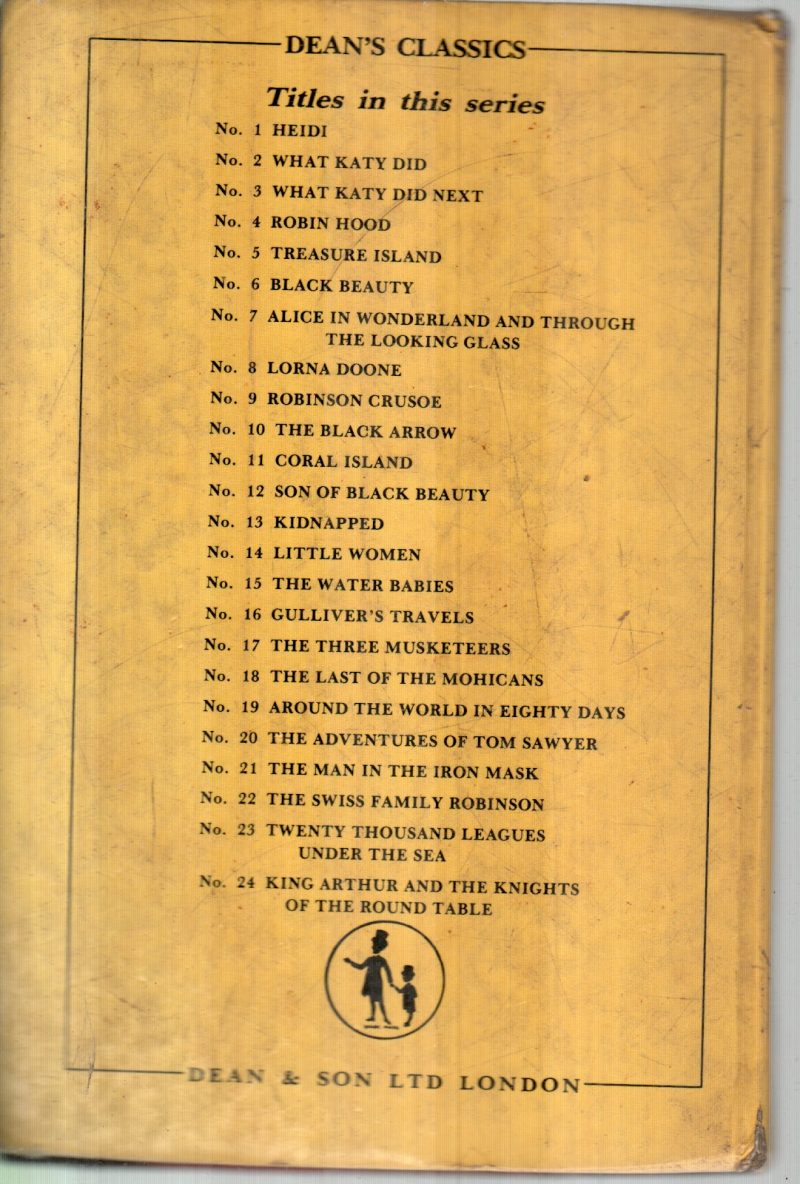 DEAN'S CLASSICS
Titles in this series
No. 1 HEIDI
No. 2 WHAT KATY DID
No. 3 WHAT KATY DID NEXT
No. 4 ROBIN HOOD
No. 5 TREASURE ISLAND
No. 6 BLACK BEAUTY
No. 7 ALICE IN WONDERLAND AND THROUGH
THE LOOKING GLASS
No. 8 LORNA DOONE
No. 9 ROBINSON CRUSOE
No. 10 THE BLACK ARROW
No. 11 CORAL ISLAND
No. 12 SON OF BLACK BEAUTY
No. 13 KIDNAPPED
No. 14 LITTLE WOMEN
No. 15 THE WATER BABIES
No. 16 GULLIVER'S TRAVELS
No. 17 THE THREE MUSKETEERS
No. 18 THE LAST OF THE MOHICANS
No. 19 AROUND THE WORLD IN EIGHTY DAYS
No. 20 THE ADVENTURES OF TOM SAWYER
No. 21 THE MAN IN THE IRON MASK
No. 22 THE SWISS FAMILY ROBINSON
No. 23 TWENTY THOUSAND LEAGUES
UNDER THE SEA
No. 24 KING ARTHUR AND THE KNIGHTS
OF THE ROUND TABLE
DEAN & SON LTD LONDON